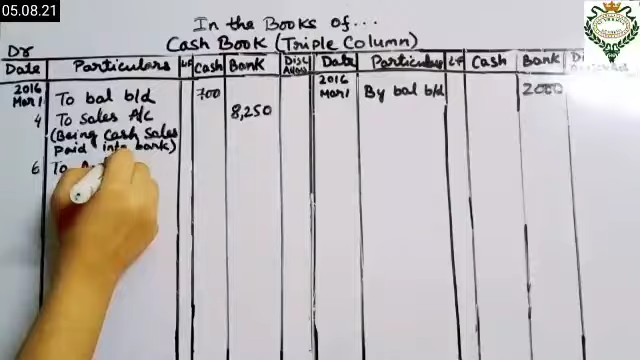 05.08.21
In the Books of...
Cash Book (Triple Column)
Dr
Date Particulars LF Cash Bank Disc Allow Date Particulars LF Cash Bank
2016
Mar 1 To bal b/d 700
4 To Sales A/c 8,250
(Being Cash Sales
Paid into bank)
6 To
2016
Mar 1 By bal b/d 2000